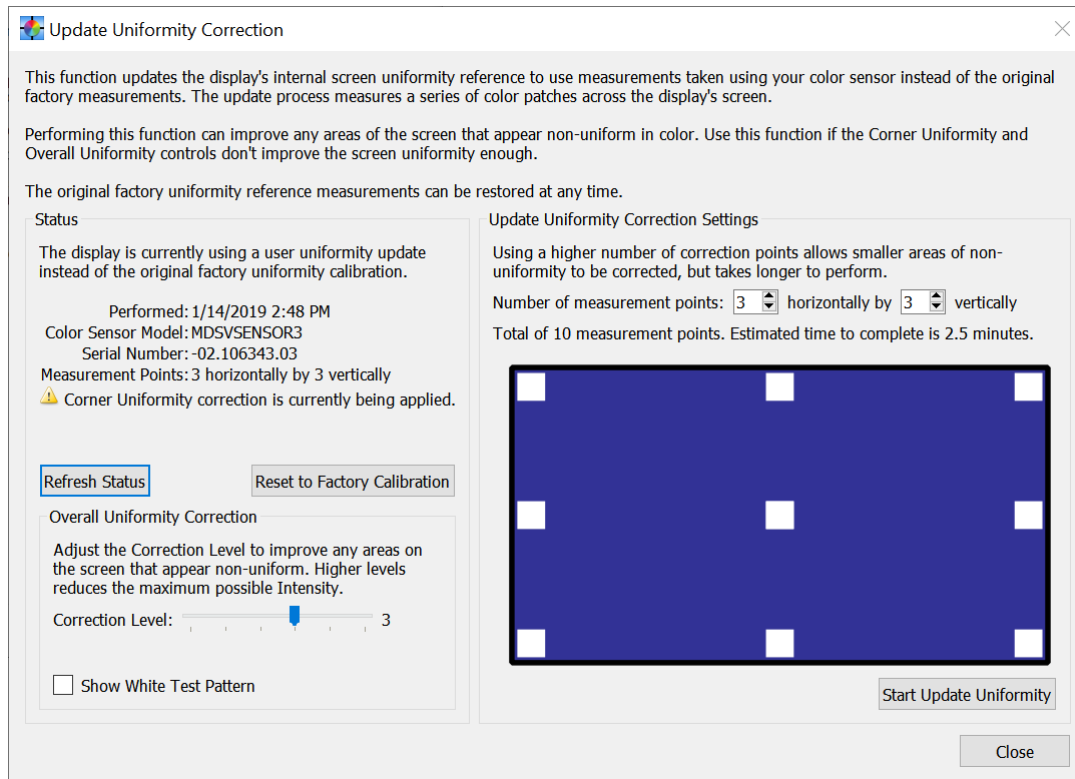 Update Uniformity Correction
This function updates the display's internal screen uniformity reference to use measurements taken using your color sensor instead of the original
factory measurements. The update process measures a series of color patches across the display's screen.
Performing this function can improve any areas of the screen that appear non-uniform in color. Use this function if the Corner Uniformity and
Overall Uniformity controls don't improve the screen uniformity enough.
The original factory uniformity reference measurements can be restored at any time.
Status
The display is currently using a user uniformity update
instead of the original factory uniformity calibration.
Performed: 1/14/2019 2:48 PM
Color Sensor Model: MDSVSENSOR3
Serial Number: -02.106343.03
Measurement Points: 3 horizontally by 3 vertically
Corner Uniformity correction is currently being applied.
Refresh Status
Reset to Factory Calibration
Overall Uniformity Correction
Adjust the Correction Level to improve any areas on
the screen that appear non-uniform. Higher levels
reduces the maximum possible Intensity.
Correction Level: 3
Show White Test Pattern
Update Uniformity Correction Settings
Using a higher number of correction points allows smaller areas of non-
uniformity to be corrected, but takes longer to perform.
Number of measurement points: 3 horizontally by 3 vertically
Total of 10 measurement points. Estimated time to complete is 2.5 minutes.
Start Update Uniformity
Close